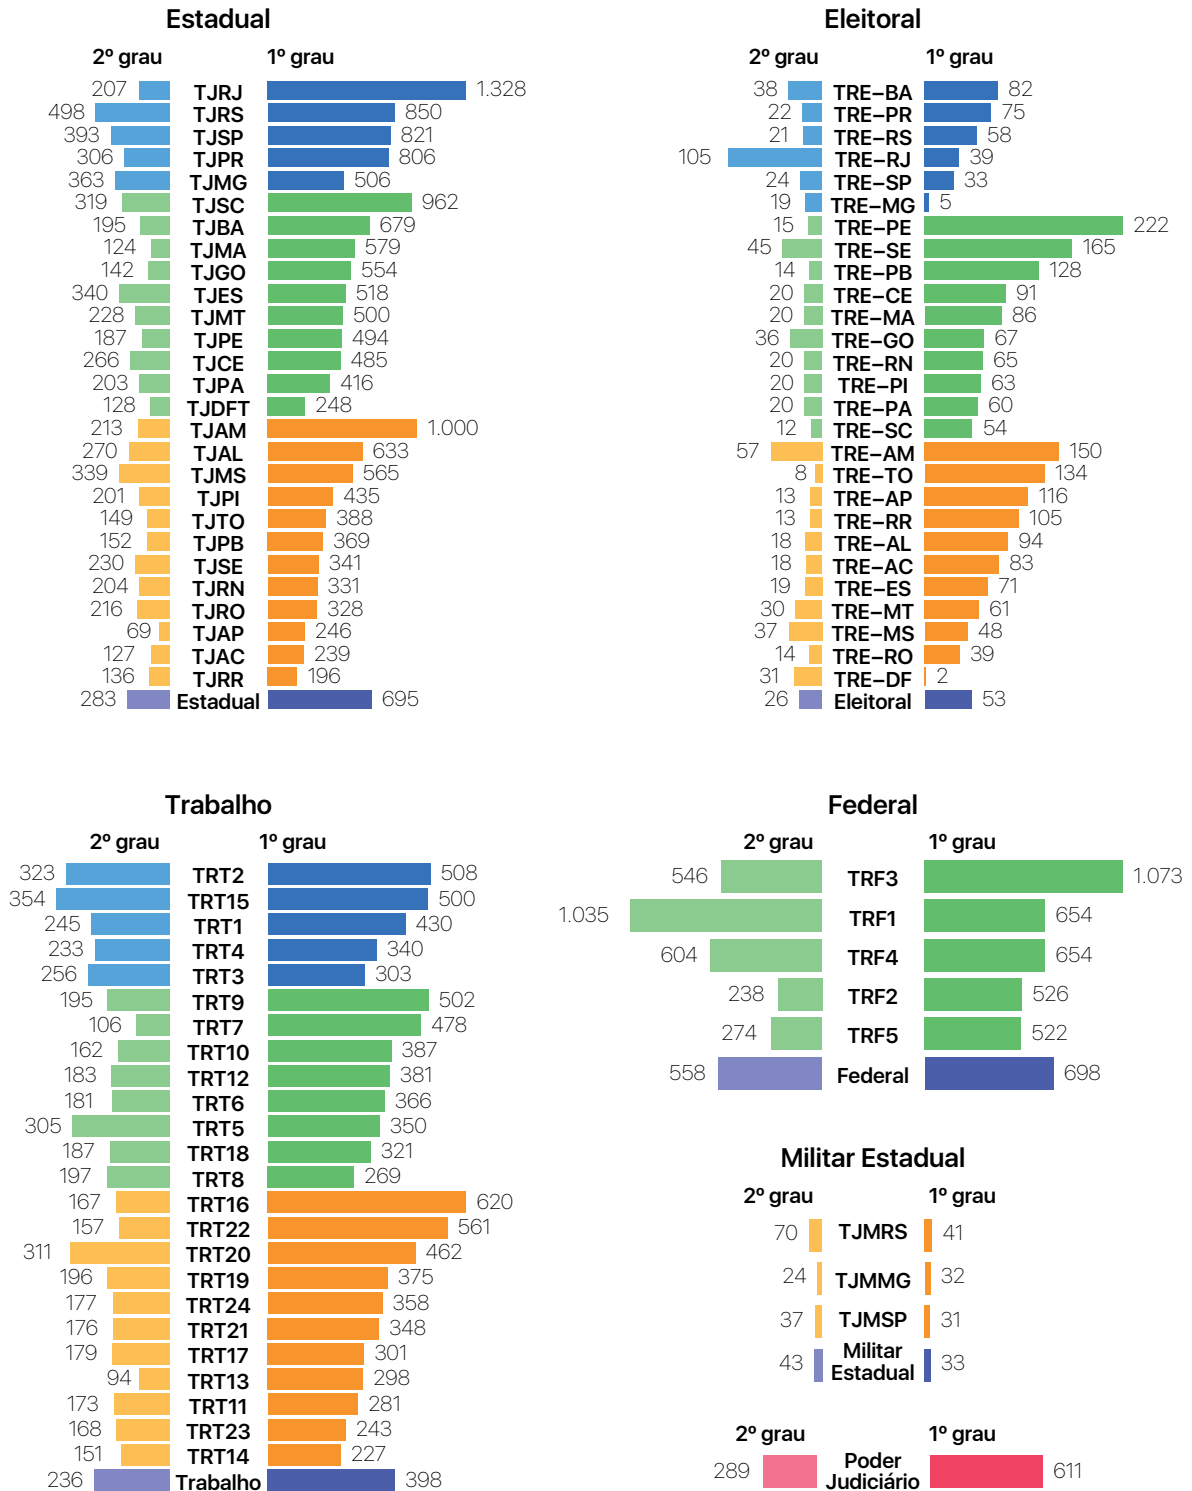 Estadual
2º grau 1º grau
207 TJRJ 1.328
498 TJRS 850
393 TJSP 821
306 TJPR 806
363 TJMG 506
319 TJSC 962
195 TJBA 679
124 TJMA 579
142 TJGO 554
340 TJES 518
228 TJMT 500
187 TJPE 494
266 TJCE 485
203 TJPA 416
128 TJDFT 248
213 TJAM 1.000
270 TJAL 633
339 TJMS 565
201 TJPI 435
149 TJTO 388
152 TJPB 369
230 TJSE 341
204 TJRN 331
216 TJRO 328
69 TJAP 246
127 TJAC 239
136 TJRR 196
283 Estadual 695
Eleitoral
2º grau 1º grau
38 TRE–BA 82
22 TRE–PR 75
21 TRE–RS 58
105 TRE–RJ 39
24 TRE–SP 33
19 TRE–MG 5
15 TRE–PE 222
45 TRE–SE 165
14 TRE–PB 128
20 TRE–CE 91
20 TRE–MA 86
36 TRE–GO 67
20 TRE–RN 65
20 TRE–PI 63
20 TRE–PA 60
12 TRE–SC 54
57 TRE–AM 150
8 TRE–TO 134
13 TRE–AP 116
13 TRE–RR 105
18 TRE–AL 94
18 TRE–AC 83
19 TRE–ES 71
30 TRE–MT 61
37 TRE–MS 48
14 TRE–RO 39
31 TRE–DF 2
26 Eleitoral 53
Trabalho
2º grau 1º grau
323 TRT2 508
354 TRT15 500
245 TRT1 430
233 TRT4 340
256 TRT3 303
195 TRT9 502
106 TRT7 478
162 TRT10 387
183 TRT12 381
181 TRT6 366
305 TRT5 350
187 TRT18 321
197 TRT8 269
167 TRT16 620
157 TRT22 561
311 TRT20 462
196 TRT19 375
177 TRT24 358
176 TRT21 348
179 TRT17 301
94 TRT13 298
173 TRT11 281
168 TRT23 243
151 TRT14 227
236 Trabalho 398
Federal
2º grau 1º grau
546 TRF3 1.073
1.035 TRF1 654
604 TRF4 654
238 TRF2 526
274 TRF5 522
558 Federal 698
Militar Estadual
2º grau 1º grau
70 TJMRS 41
24 TJMMG 32
37 TJMSP 31
43 Militar Estadual 33
2º grau 1º grau
289 Poder Judiciário 611